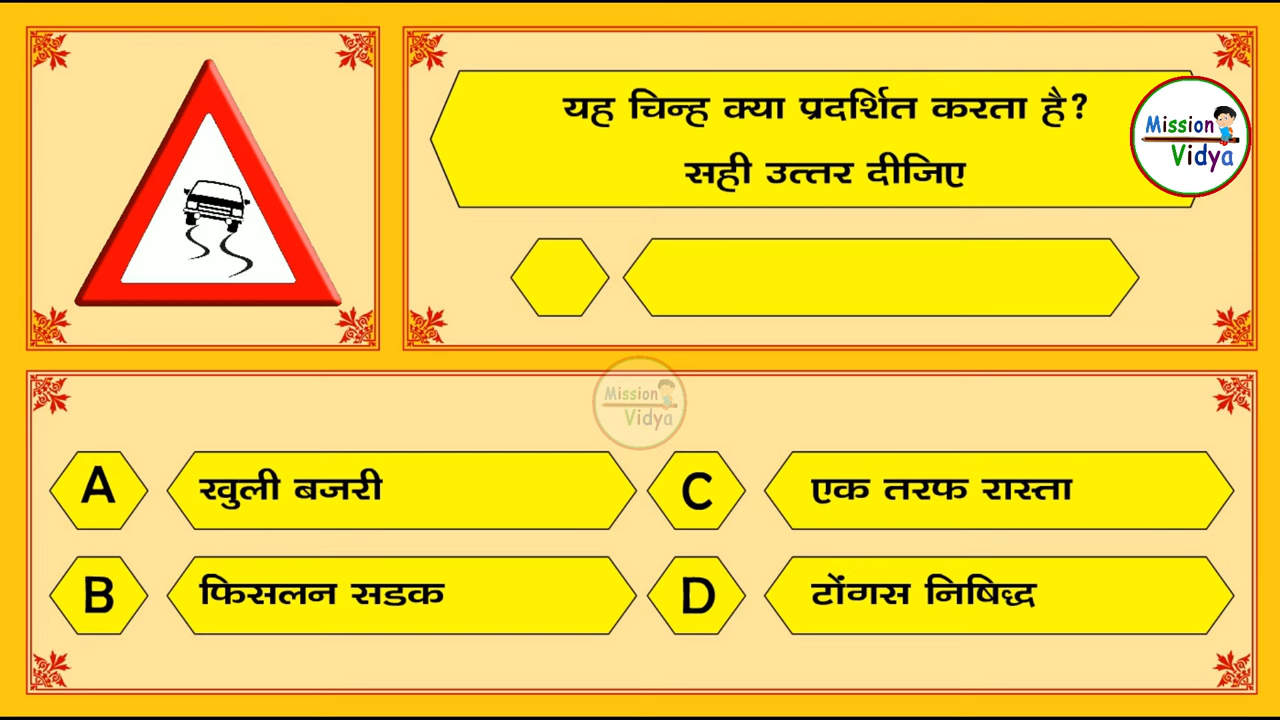 यह चिन्ह क्या प्रदर्शित करता है?
सही उत्तर दीजिए
Mission
Vidya
Mission
Vidya
A खुली बजरी
C एक तरफ रास्ता
B फिसलन सडक
D टोंगस निषिद्ध